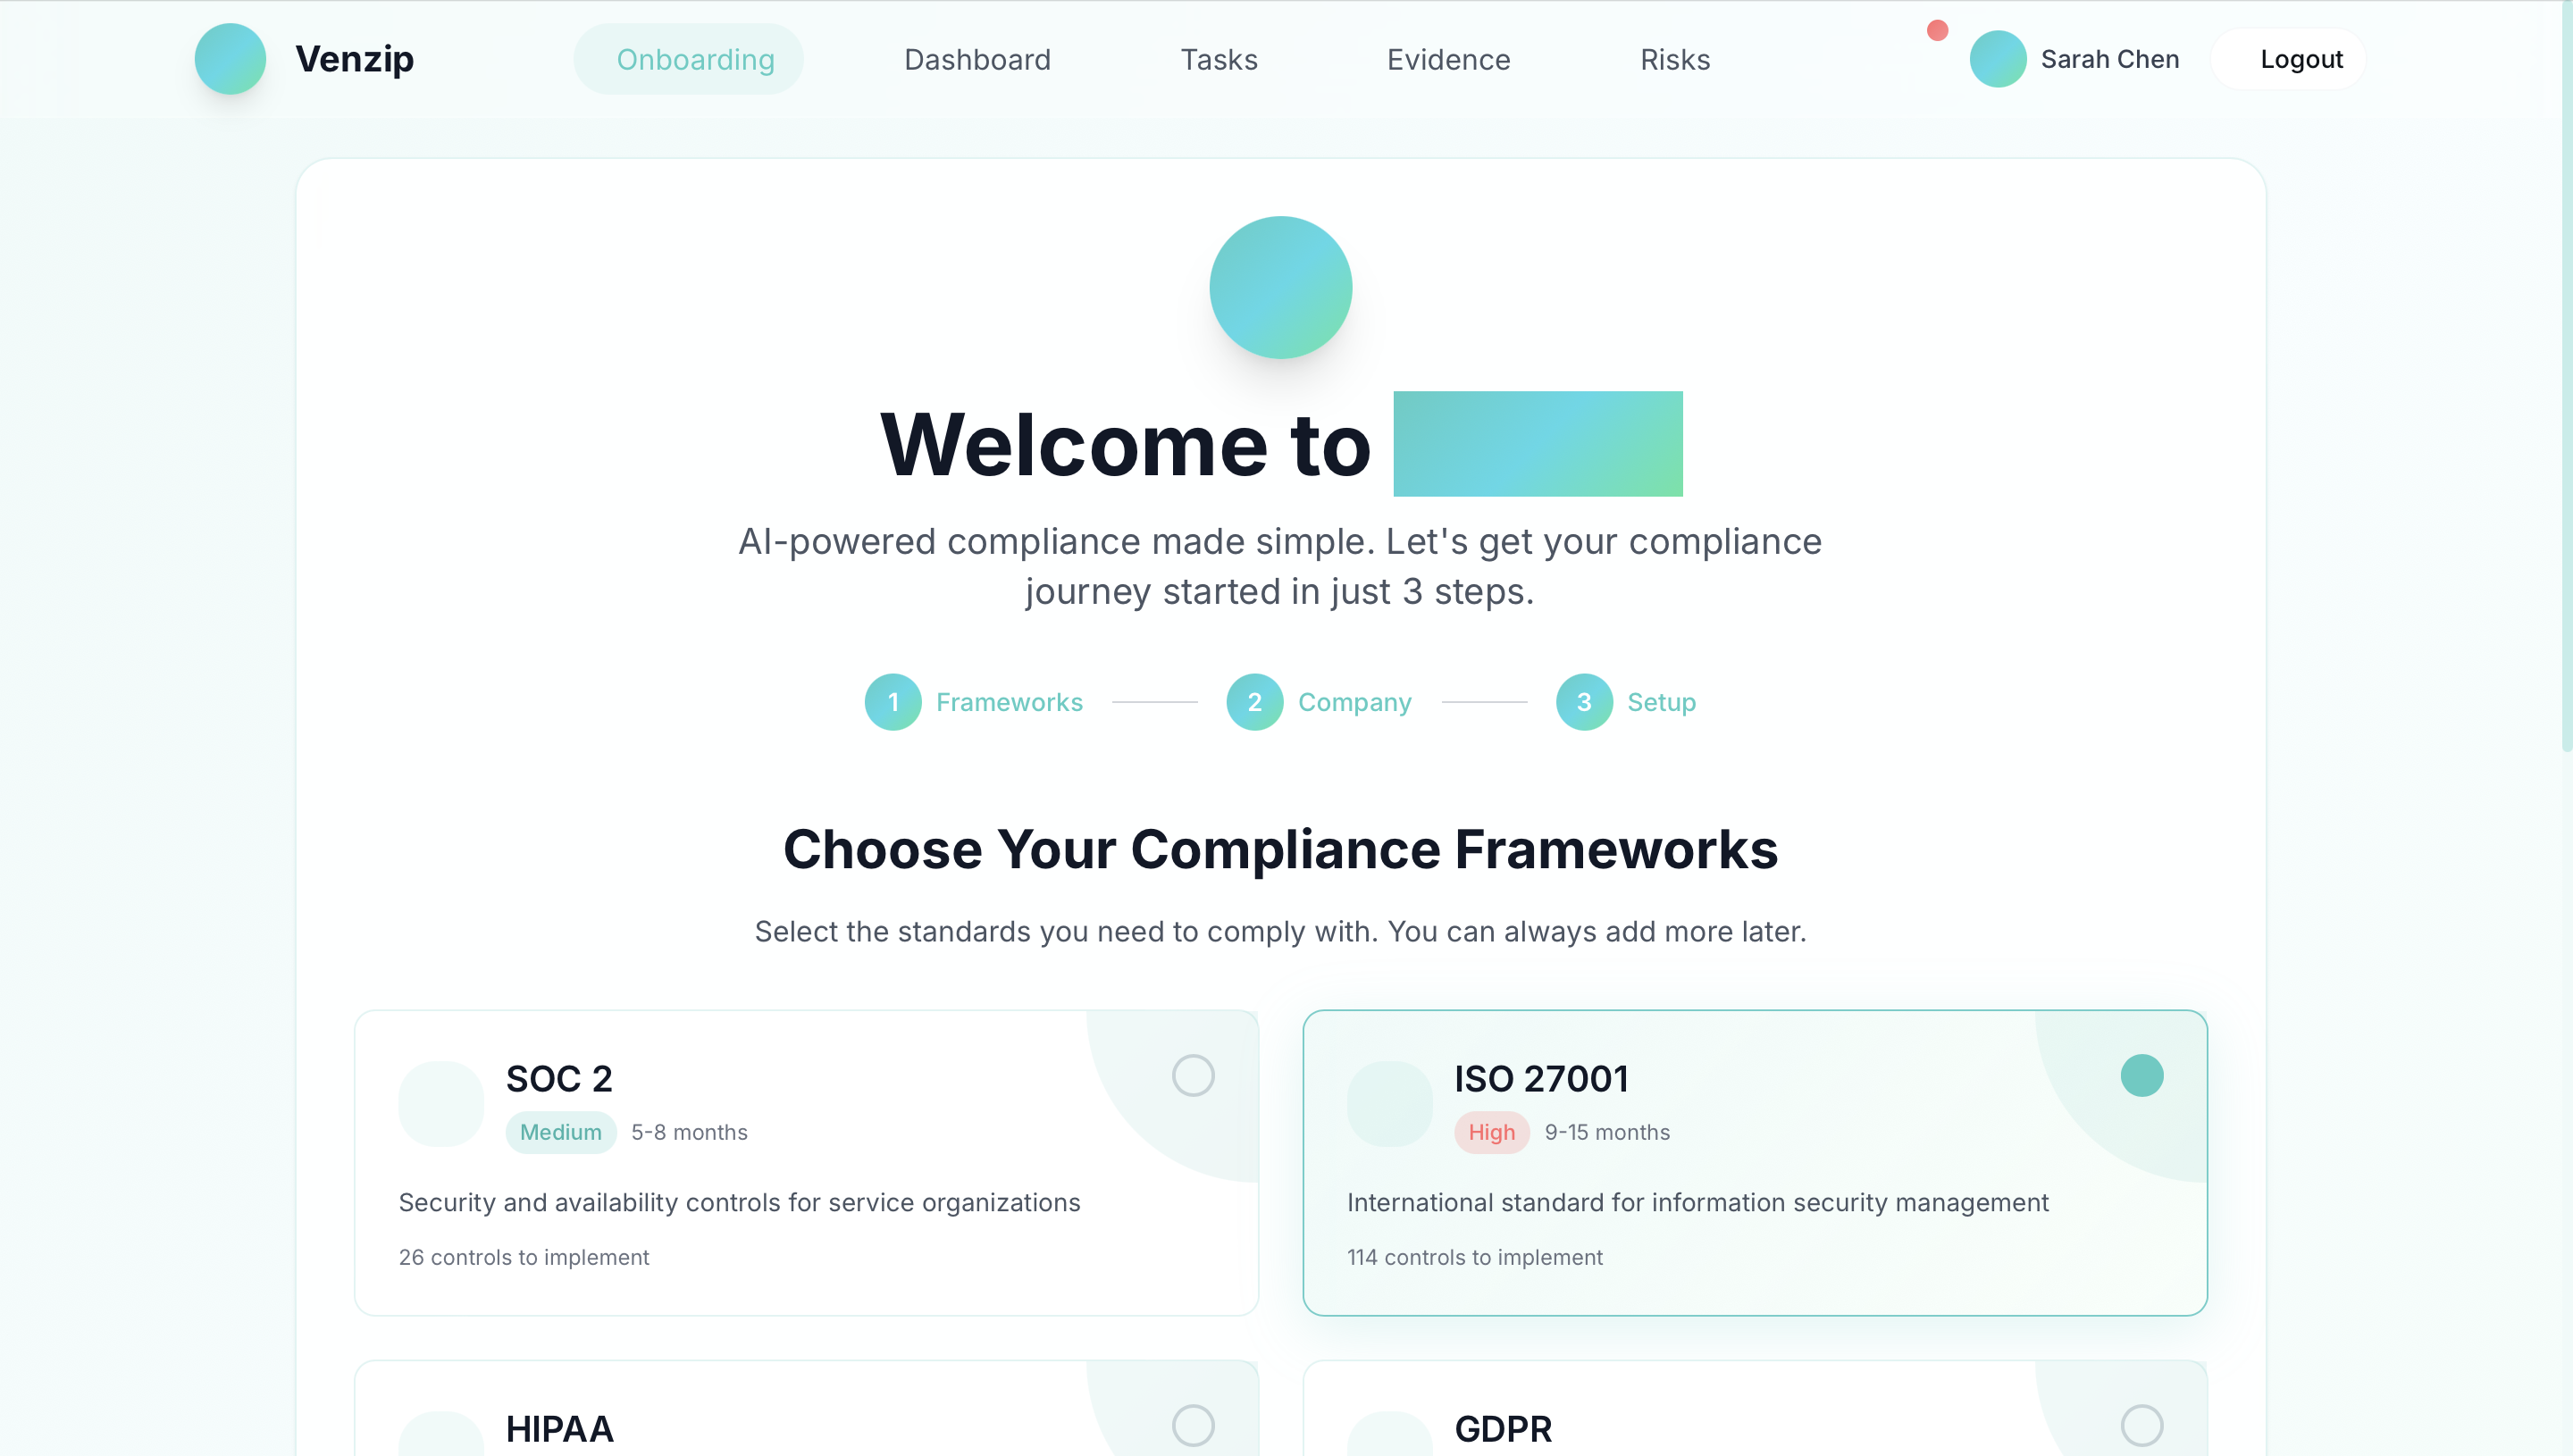 Venzip
Onboarding
Dashboard
Tasks
Evidence
Risks
Sarah Chen
Logout
Welcome to
AI-powered compliance made simple. Let's get your compliance
journey started in just 3 steps.
1 Frameworks
2 Company
3 Setup
Choose Your Compliance Frameworks
Select the standards you need to comply with. You can always add more later.
SOC 2
Medium 5-8 months
Security and availability controls for service organizations
26 controls to implement
ISO 27001
High 9-15 months
International standard for information security management
114 controls to implement
HIPAA
GDPR